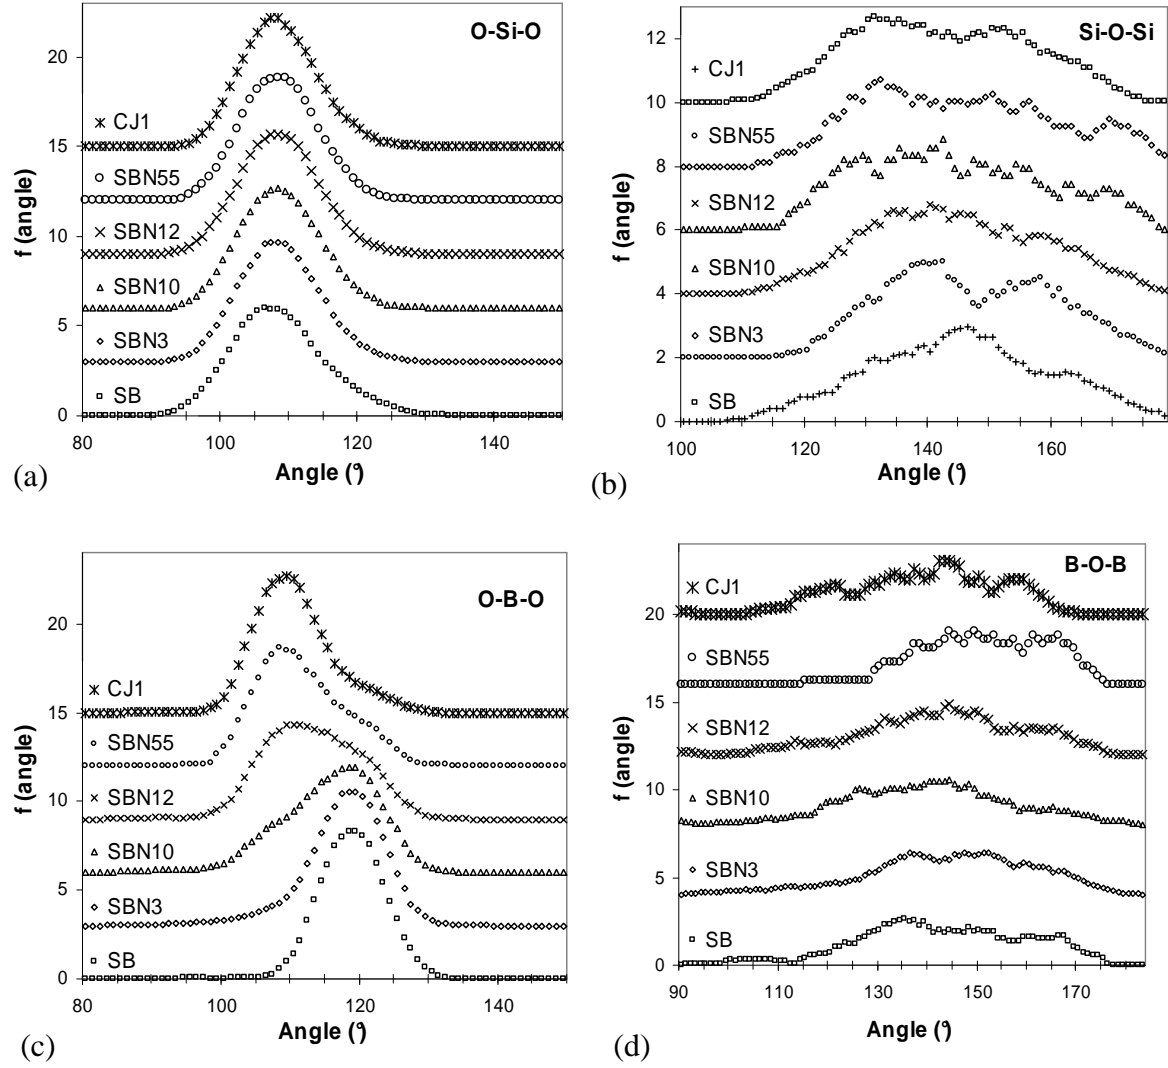 O-Si-O
20
CJ1
15
SBN55
SBN12
10
SBN10
5
SBN3
SB
0
80 100 120 140
f (angle)
Angle (°)
(a)
Si-O-Si
12
CJ1
10
SBN55
8
SBN12
6
SBN10
4
SBN3
2
SB
0
100 120 140 160
f (angle)
Angle (°)
(b)
O-B-O
20
CJ1
15
SBN55
SBN12
10
SBN10
5
SBN3
SB
0
80 100 120 140
f (angle)
Angle (°)
(c)
B-O-B
CJ1
20
SBN55
15
SBN12
10
SBN10
5
SBN3
SB
0
90 110 130 150 170
f (angle)
Angle (°)
(d)